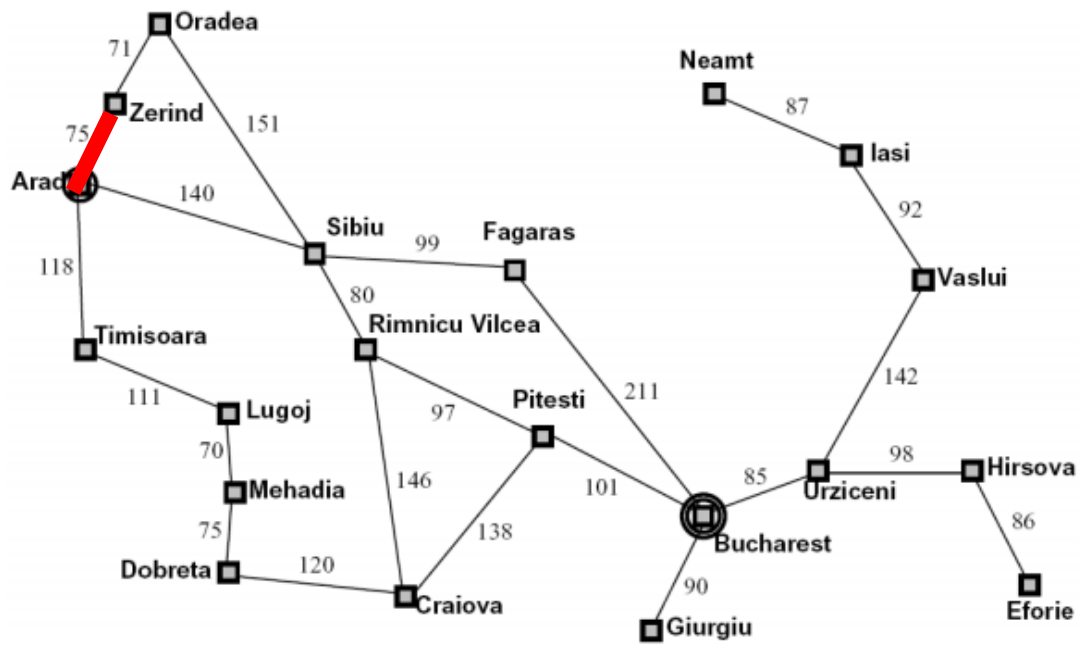 Oradea
71
Neamt
87
Zerind
75
151
Iasi
Arad
140
92
Sibiu
99
Fagaras
118
80
Vaslui
Timisoara
Rimnicu Vilcea
111
Lugoj
97
Pitesti
211
142
70
Mehadia
146
101
85
98
Hirsova
Urziceni
75
138
86
Dobreta
120
Bucharest
Craiova
90
Giurgiu
Eforie